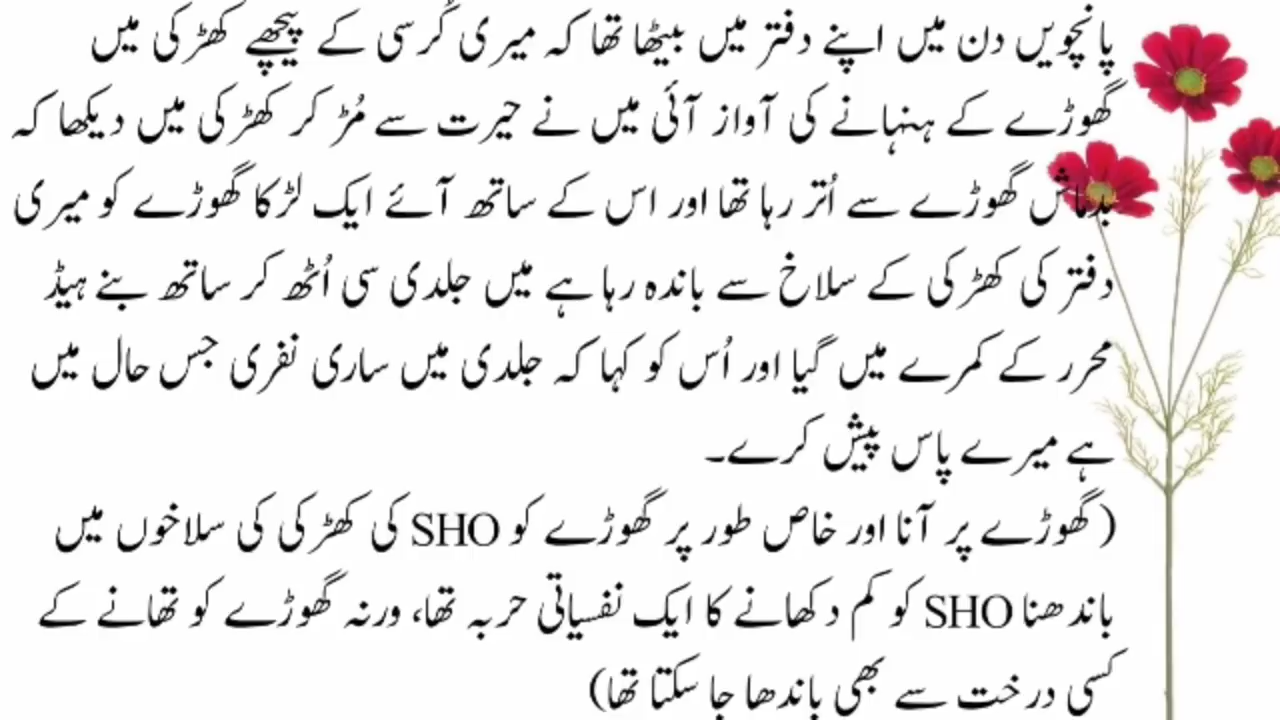 پانچویں دن میں اپنے دفتر میں بیٹھا تھا کہ میری کُرسی کے پیچھے کھڑکی میں
گھوڑے کے ہنہانے کی آواز آئی میں نے حیرت سے مُڑ کر کھڑکی میں دیکھا کہ
بدماش گھوڑے سے اُتر رہا تھا اور اس کے ساتھ آئے ایک لڑکا گھوڑے کو میری
دفتر کی کھڑکی کے سلاخ سے باندہ رہاہے میں جلدی سی اُٹھ کر ساتھ بنے ہیڈ
محرر کے کمرے میں گیا اور اُس کو کہا کہ جلدی میں ساری نفری جس حال میں
ہے میرے پاس پیش کرے۔
(گھوڑے پر آنا اور خاص طور پر گھوڑے کو SHO کی کھڑکی کی سلاخوں میں
باندھنا SHO کو کم دکھانے کا ایک نفسیاتی حربہ تھا، ورنہ گھوڑے کو تھانے کے
کسی درخت سے بھی باندھا جا سکتا تھا)